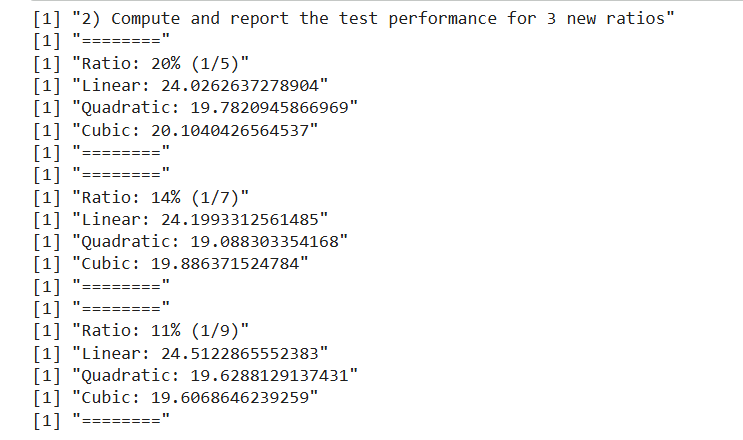 [1] "2) Compute and report the test performance for 3 new ratios"
[1] "========"
[1] "Ratio: 20% (1/5)"
[1] "Linear: 24.0262637278904"
[1] "Quadratic: 19.7820945866969"
[1] "Cubic: 20.1040426564537"
[1] "========"
[1] "========"
[1] "Ratio: 14% (1/7)"
[1] "Linear: 24.1993312561485"
[1] "Quadratic: 19.088303354168"
[1] "Cubic: 19.886371524784"
[1] "========"
[1] "========"
[1] "Ratio: 11% (1/9)"
[1] "Linear: 24.5122865552383"
[1] "Quadratic: 19.6288129137431"
[1] "Cubic: 19.6068646239259"
[1] "========"